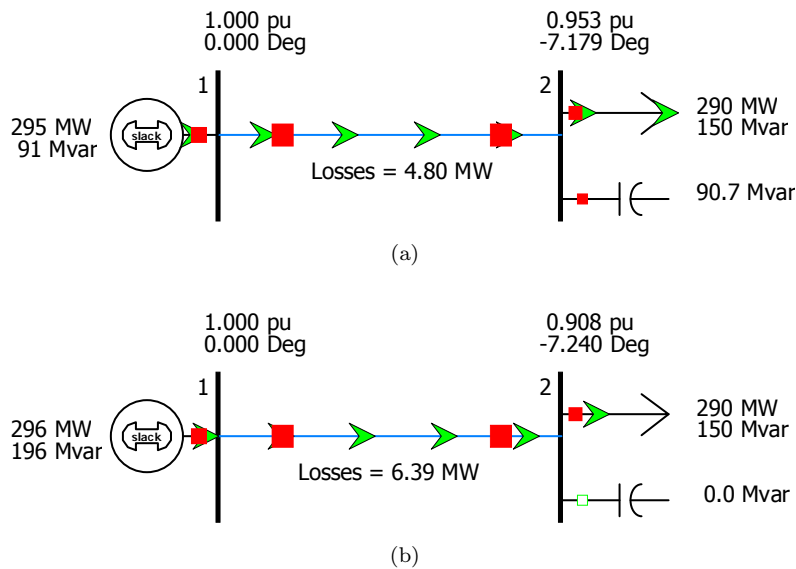 1.000 pu
0.000 Deg
0.953 pu
-7.179 Deg
1
2
295 MW
91 Mvar
slack
290 MW
150 Mvar
Losses = 4.80 MW
90.7 Mvar
(a)
1.000 pu
0.000 Deg
0.908 pu
-7.240 Deg
1
2
296 MW
196 Mvar
slack
290 MW
150 Mvar
Losses = 6.39 MW
0.0 Mvar
(b)